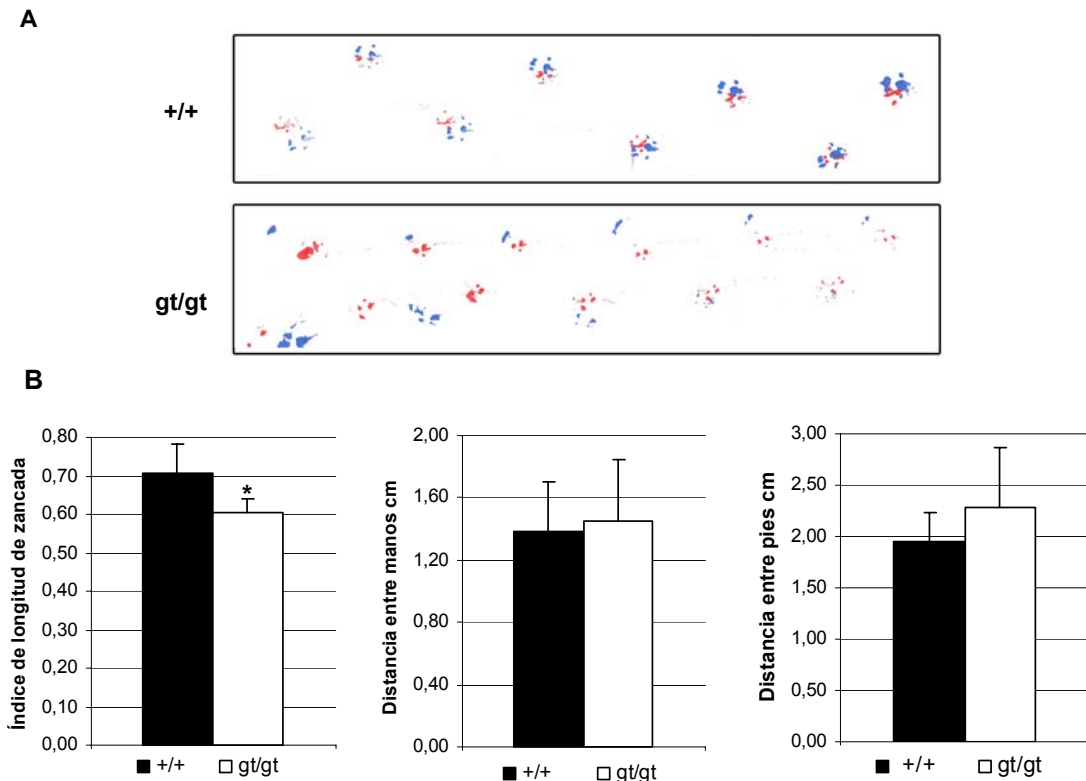 A
+/+
gt/gt
B
Índice de longitud de zancada
0,80
0,70
0,60
0,50
0,40
0,30
0,20
0,10
0,00
*
+/+ gt/gt
Distancia entre manos cm
2,00
1,60
1,20
0,80
0,40
0,00
+/+ gt/gt
Distancia entre pies cm
3,00
2,50
2,00
1,50
1,00
0,50
0,00
+/+ gt/gt